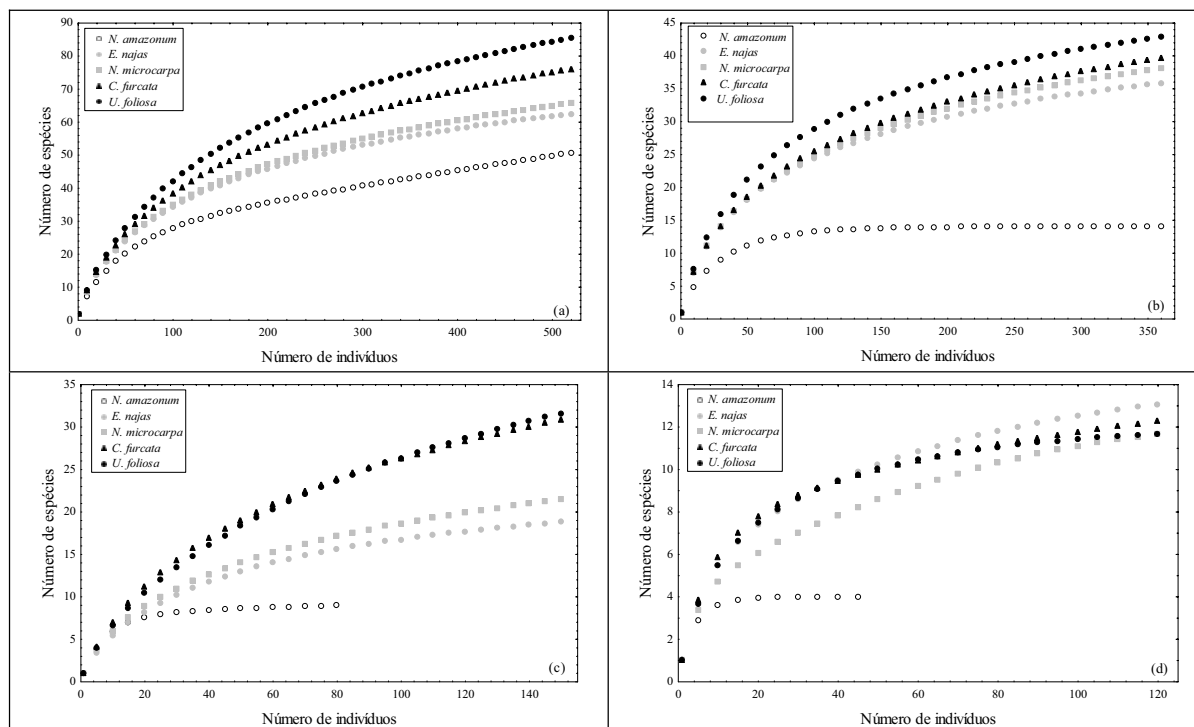 Número de espécies
90
80
70
60
50
40
30
20
10
0
N. amazonum
E. najas
N. microcarpa
C. furcata
U. foliosa
(a)
0 100 200 300 400 500
Número de indivíduos
Número de espécies
45
40
35
30
25
20
15
10
5
0
N. amazonum
E. najas
N. microcarpa
C. furcata
U. foliosa
(b)
0 50 100 150 200 250 300 350
Número de indivíduos
Número de espécies
35
30
25
20
15
10
5
0
N. amazonum
E. najas
N. microcarpa
C. furcata
U. foliosa
(c)
0 20 40 60 80 100 120 140
Número de indivíduos
Número de espécies
14
12
10
8
6
4
2
0
N. amazonum
E. najas
N. microcarpa
C. furcata
U. foliosa
(d)
0 20 40 60 80 100 120
Número de indivíduos